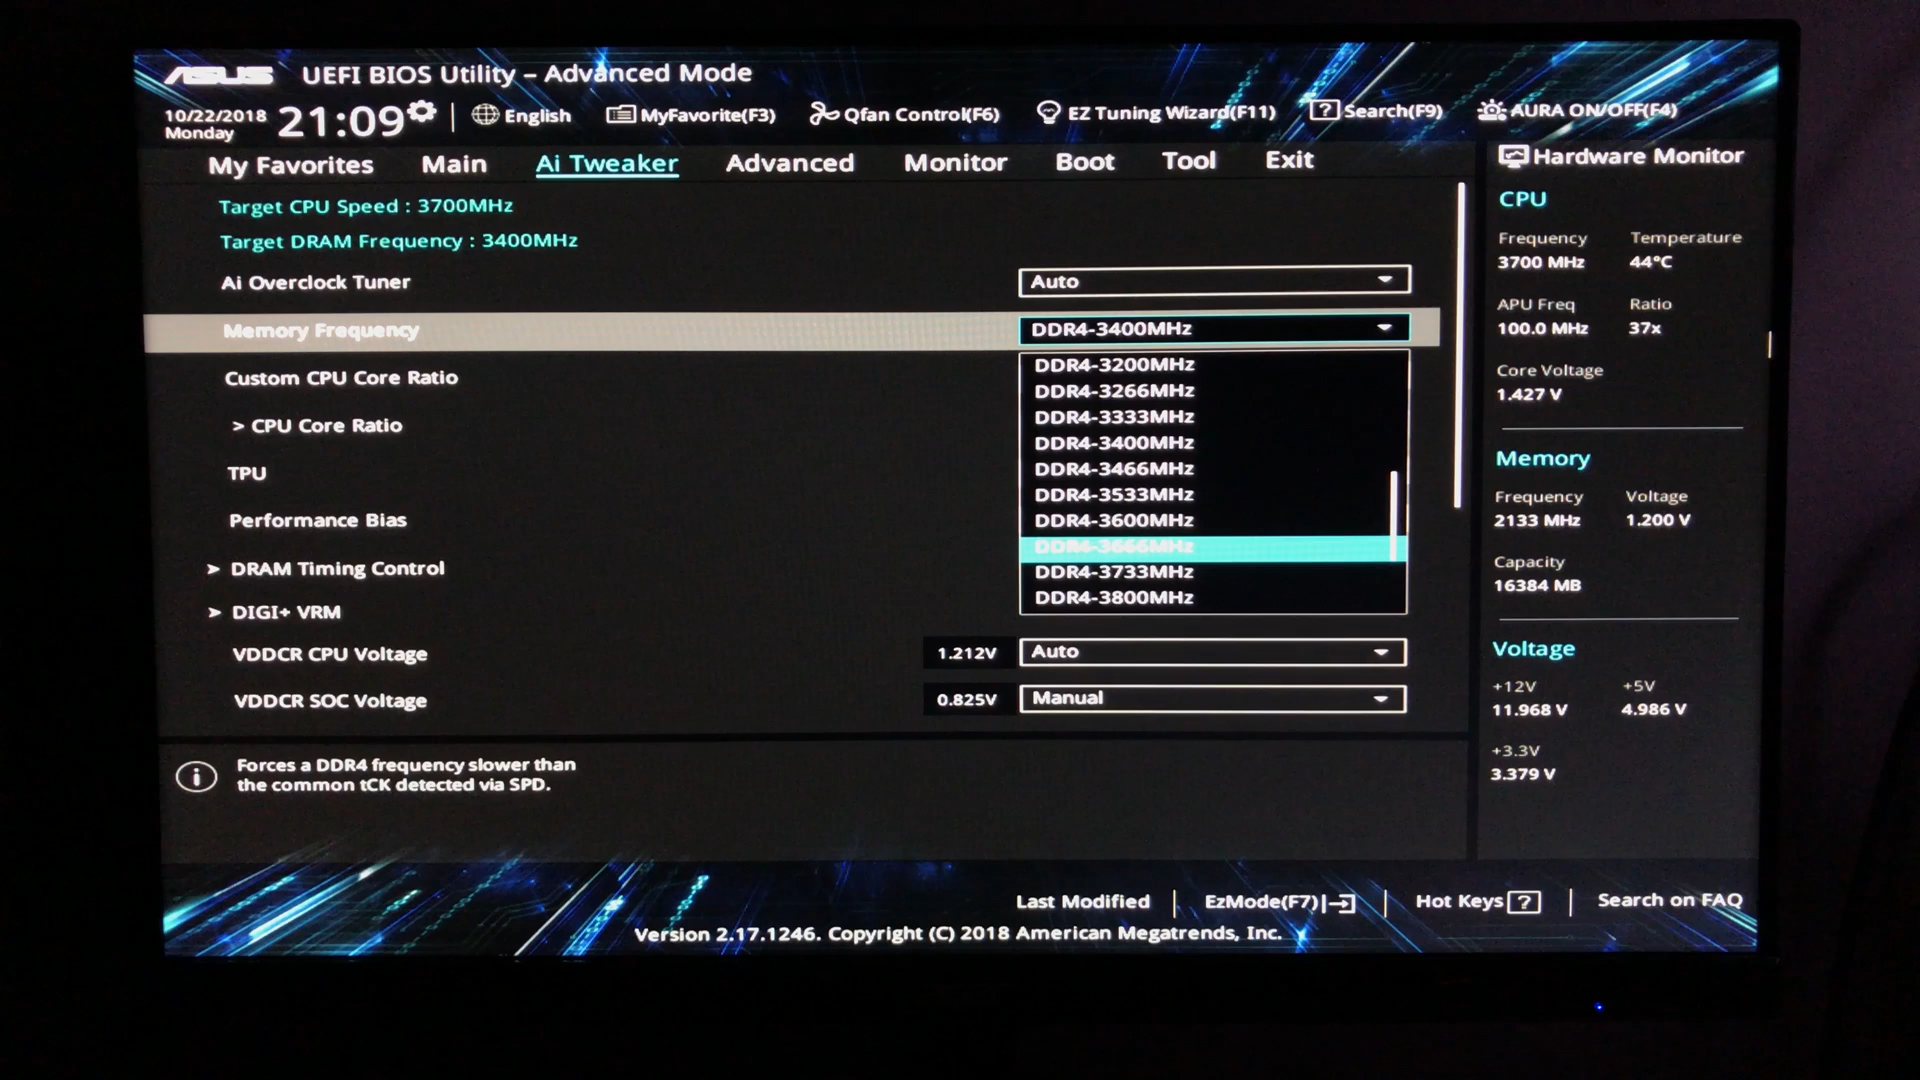 ASUS UEFI BIOS Utility – Advanced Mode
10/22/2018
Monday
21:09
English
MyFavorite(F3)
Qfan Control(F6)
EZ Tuning Wizard(F11)
? Search(F9)
AURA ON/OFF(F4)
My Favorites Main Ai Tweaker Advanced Monitor Boot Tool Exit
Target CPU Speed : 3700MHz
Target DRAM Frequency : 3400MHz
Ai Overclock Tuner Auto
Memory Frequency DDR4-3400MHz
DDR4-3200MHz
DDR4-3266MHz
DDR4-3333MHz
DDR4-3400MHz
DDR4-3466MHz
DDR4-3533MHz
DDR4-3600MHz
DDR4-3666MHz
DDR4-3733MHz
DDR4-3800MHz
Custom CPU Core Ratio
> CPU Core Ratio
TPU
Performance Bias
> DRAM Timing Control
> DIGI+ VRM
VDDCR CPU Voltage 1.212V Auto
VDDCR SOC Voltage 0.825V Manual
i
Forces a DDR4 frequency slower than
the common tCK detected via SPD.
Hardware Monitor
CPU
Frequency Temperature
3700 MHz 44°C
APU Freq Ratio
100.0 MHz 37x
Core Voltage
1.427 V
Memory
Frequency Voltage
2133 MHz 1.200 V
Capacity
16384 MB
Voltage
+12V +5V
11.968 V 4.986 V
+3.3V
3.379 V
Last Modified | EzMode(F7) | Hot Keys ? | Search on FAQ
Version 2.17.1246. Copyright (C) 2018 American Megatrends, Inc.